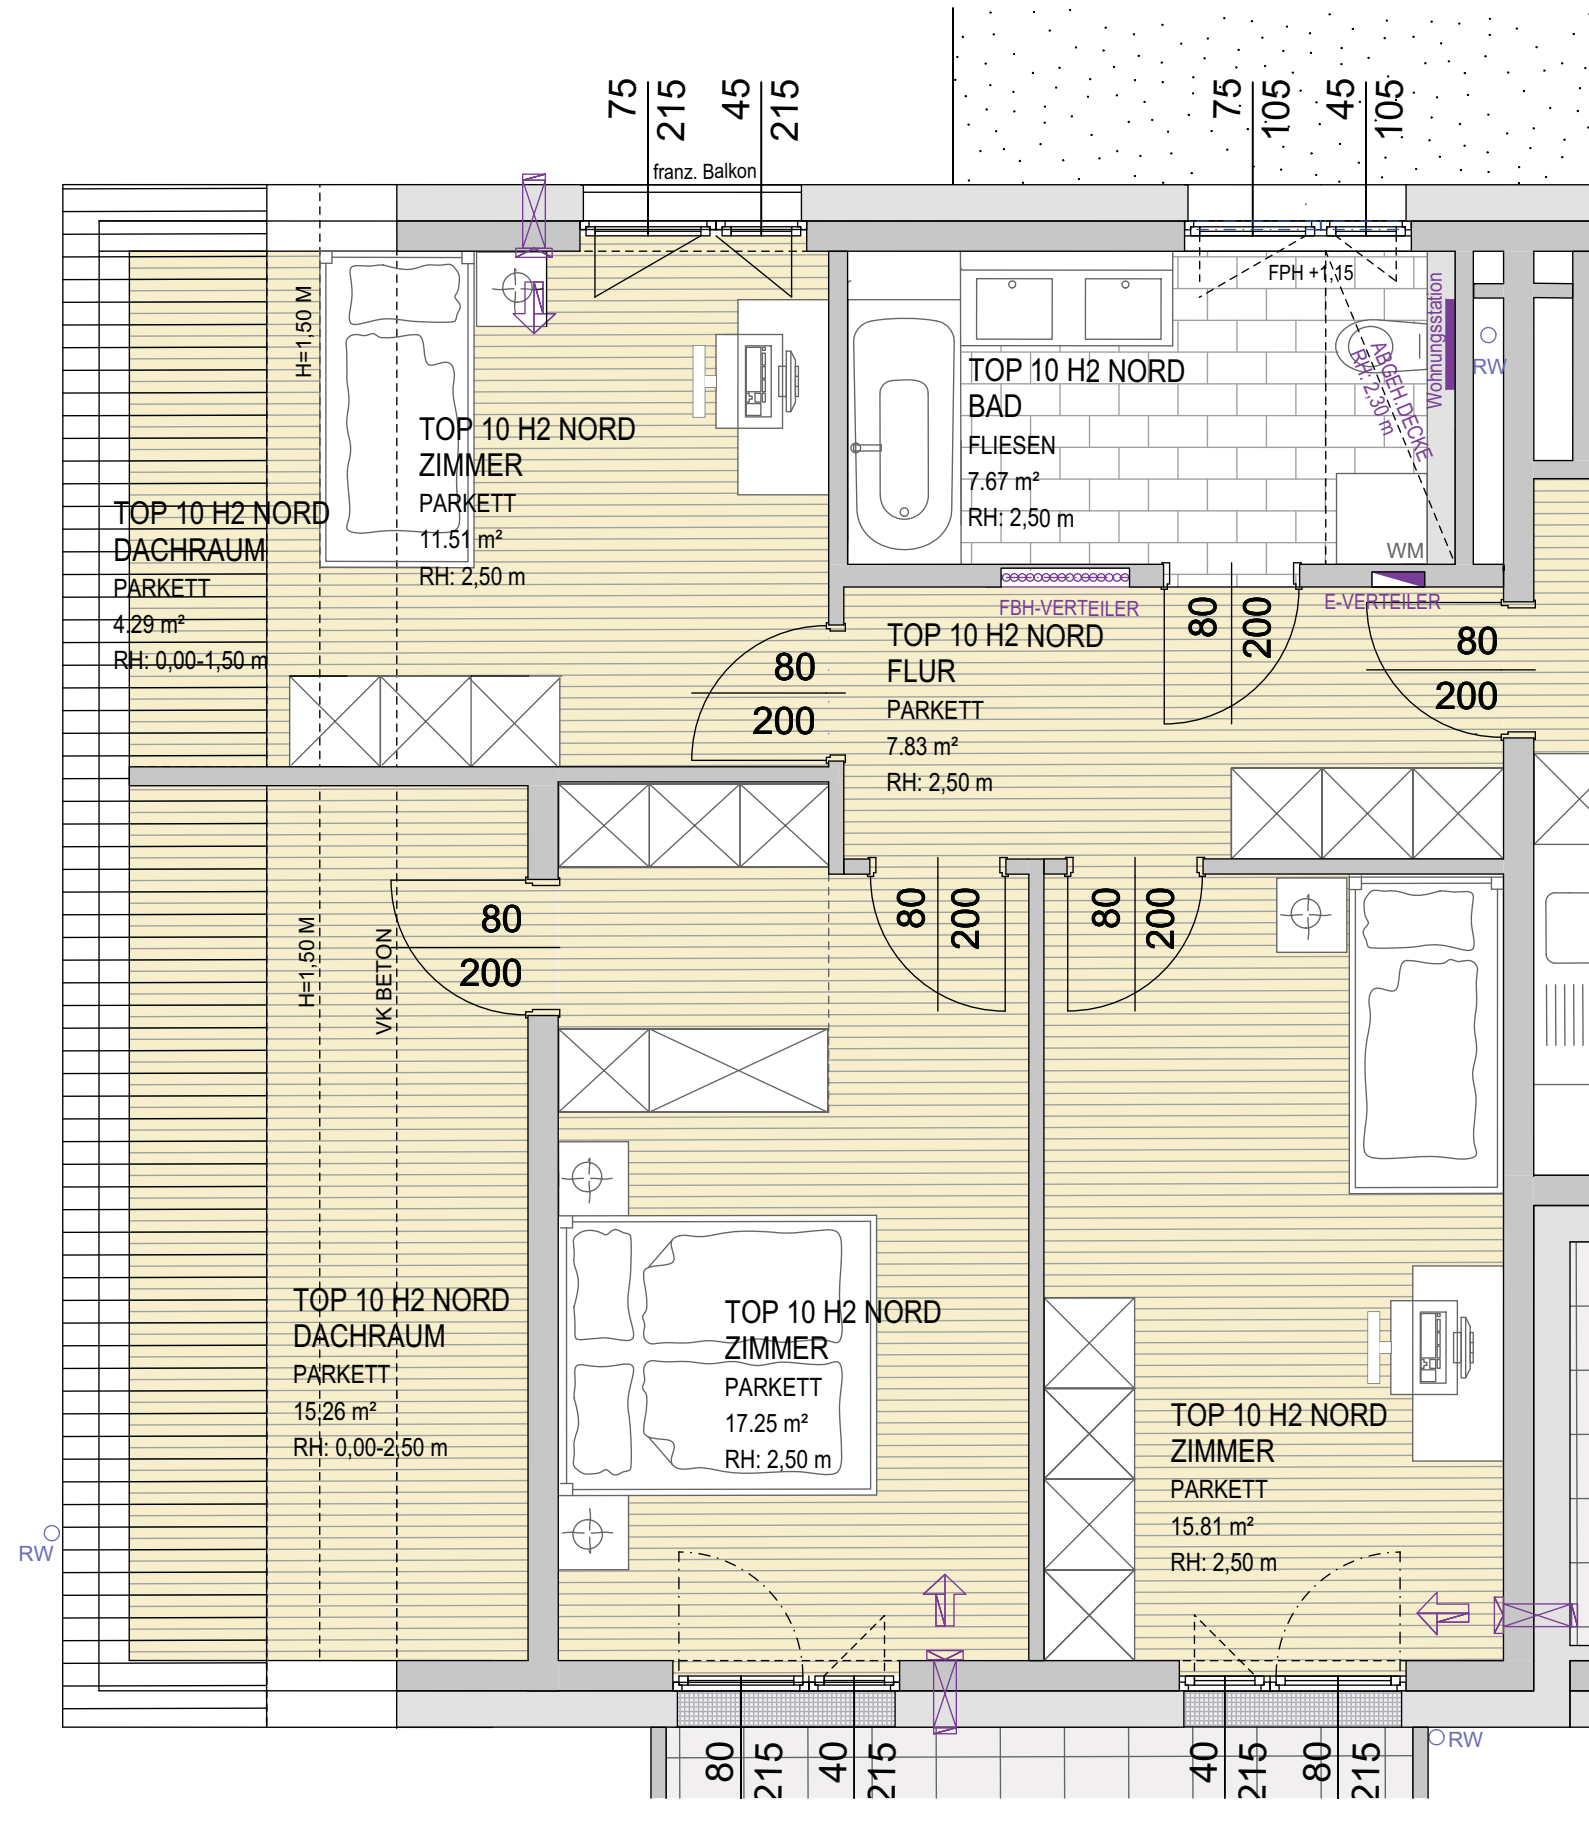 75
215
45
215
75
105
45
105
franz. Balkon
FPH +1,15
H=1,50 M
Wohnungsstation
RW
ABGEH.DECKE
RH: 2,30 m
TOP 10 H2 NORD
BAD
FLIESEN
7.67 m²
RH: 2,50 m
TOP 10 H2 NORD
ZIMMER
PARKETT
11.51 m²
RH: 2,50 m
TOP 10 H2 NORD
DACHRAUM
PARKETT
4.29 m²
RH: 0,00-1,50 m
WM
FBH-VERTEILER
E-VERTEILER
80
200
80
200
80
200
TOP 10 H2 NORD
FLUR
PARKETT
7.83 m²
RH: 2,50 m
80
200
80
200
80
200
H=1,50 M
VK BETON
TOP 10 H2 NORD
DACHRAUM
PARKETT
15.26 m²
RH: 0,00-2,50 m
TOP 10 H2 NORD
ZIMMER
PARKETT
17.25 m²
RH: 2,50 m
TOP 10 H2 NORD
ZIMMER
PARKETT
15.81 m²
RH: 2,50 m
RW
RW
80
215
40
215
40
215
80
215